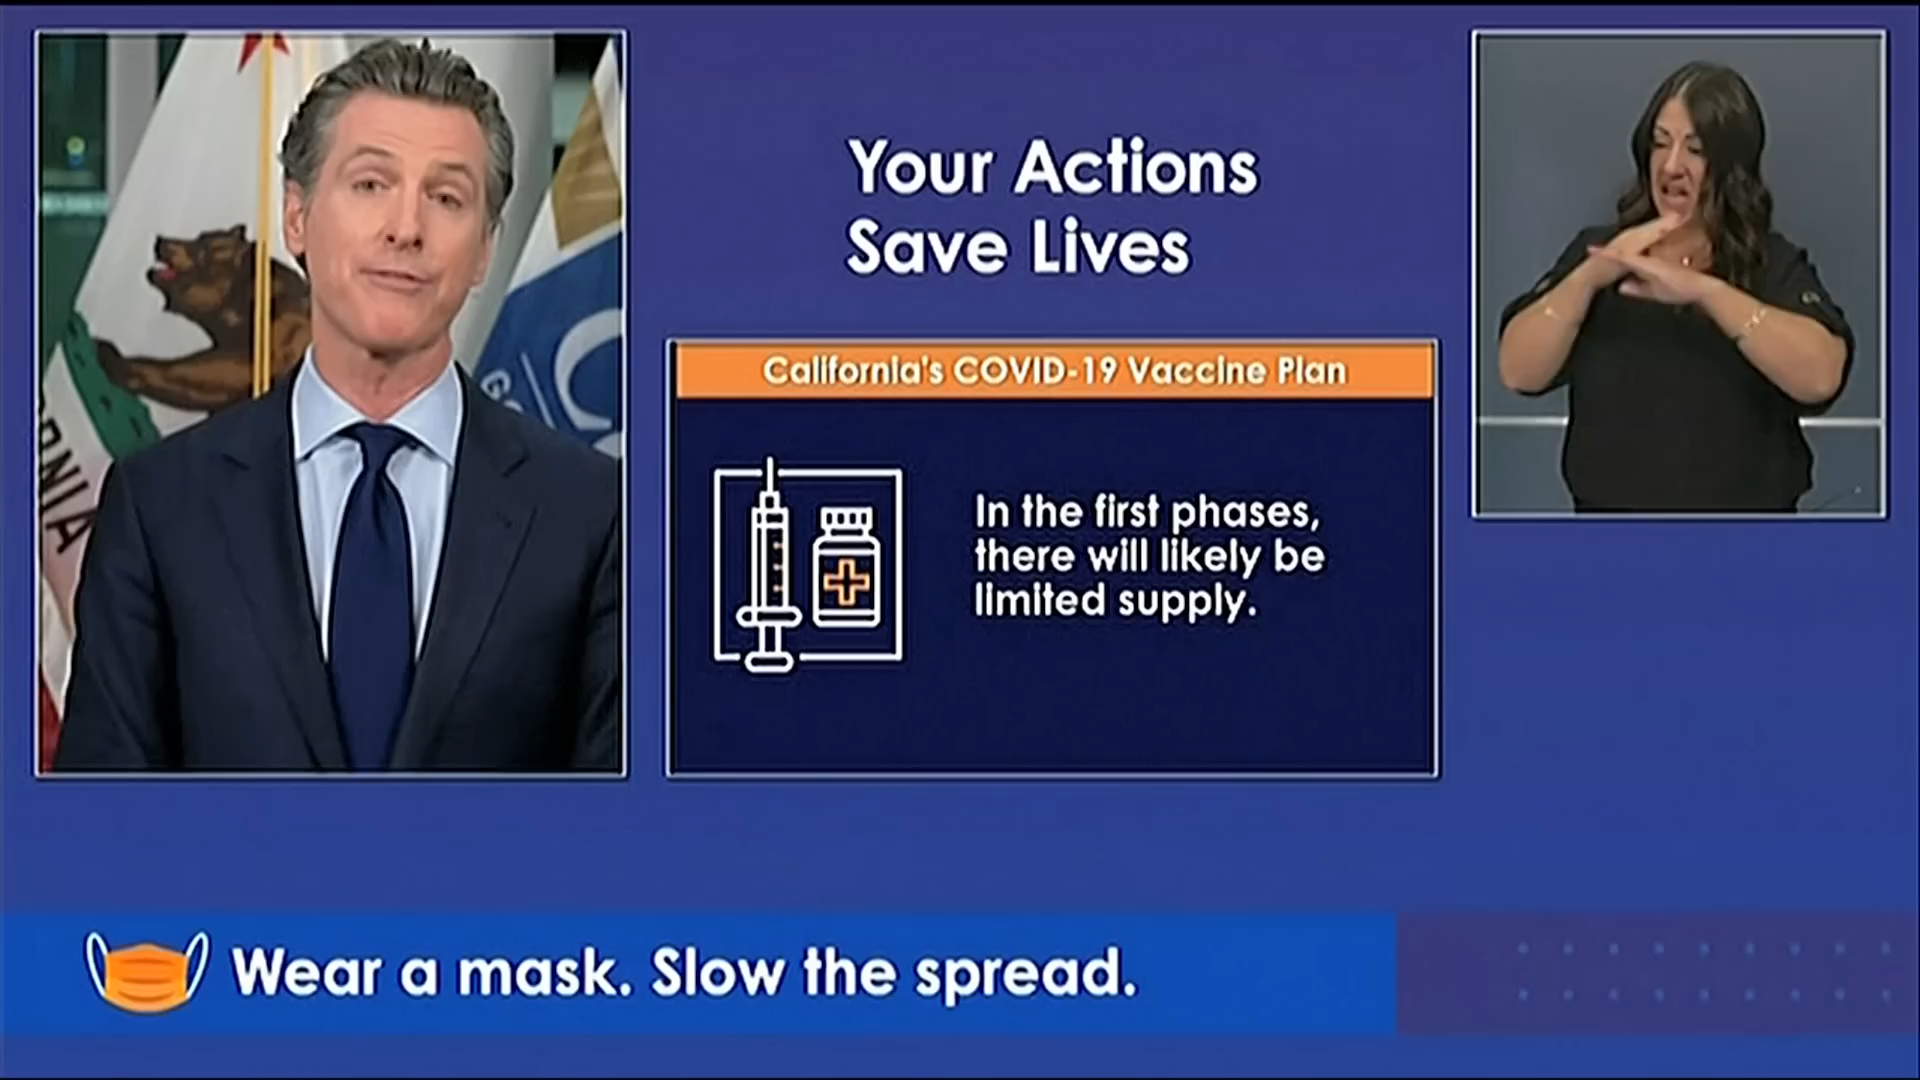 Your Actions
Save Lives
California's COVID-19 Vaccine Plan
In the first phases,
there will likely be
limited supply.
RNIA
Wear a mask. Slow the spread.